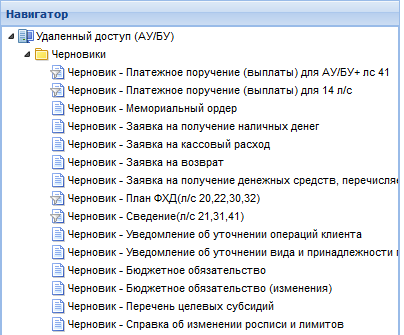 Навигатор
Удаленный доступ (АУ/БУ)
Черновики
Черновик - Платежное поручение (выплаты) для АУ/БУ+ лс 41
Черновик - Платежное поручение (выплаты) для 14 л/с
Черновик - Мемориальный ордер
Черновик - Заявка на получение наличных денег
Черновик - Заявка на кассовый расход
Черновик - Заявка на возврат
Черновик - Заявка на получение денежных средств, перечисляе
Черновик - План ФХД(л/с 20,22,30,32)
Черновик - Сведение(л/с 21,31,41)
Черновик - Уведомление об уточнении операций клиента
Черновик - Уведомление об уточнении вида и принадлежности
Черновик - Бюджетное обязательство
Черновик - Бюджетное обязательство (изменения)
Черновик - Перечень целевых субсидий
Черновик - Справка об изменении росписи и лимитов